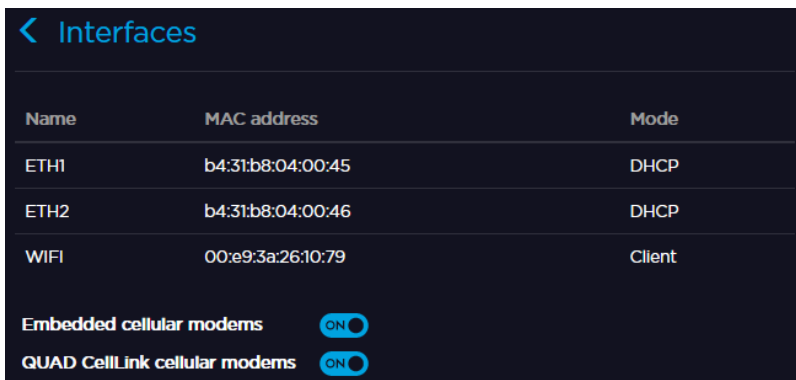 Interfaces
Name MAC address Mode
ETH1 b4:31:b8:04:00:45 DHCP
ETH2 b4:31:b8:04:00:46 DHCP
WIFI 00:e9:3a:26:10:79 Client
Embedded cellular modems ON
QUAD CellLink cellular modems ON